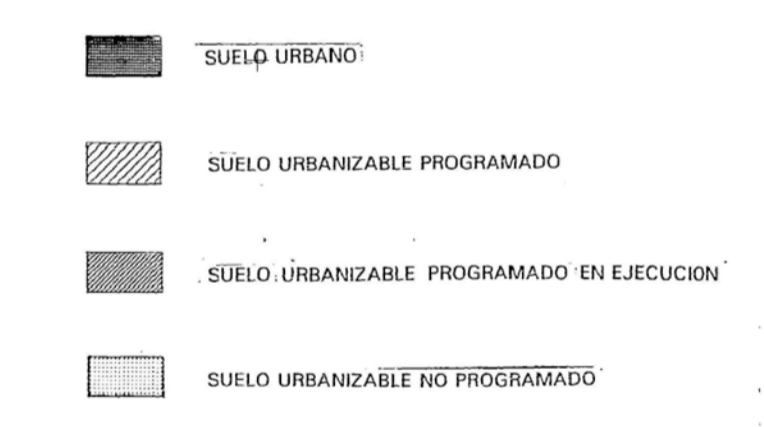 SUELO URBANO
SUELO URBANIZABLE PROGRAMADO
SUELO URBANIZABLE PROGRAMADO EN EJECUCION
SUELO URBANIZABLE NO PROGRAMADO